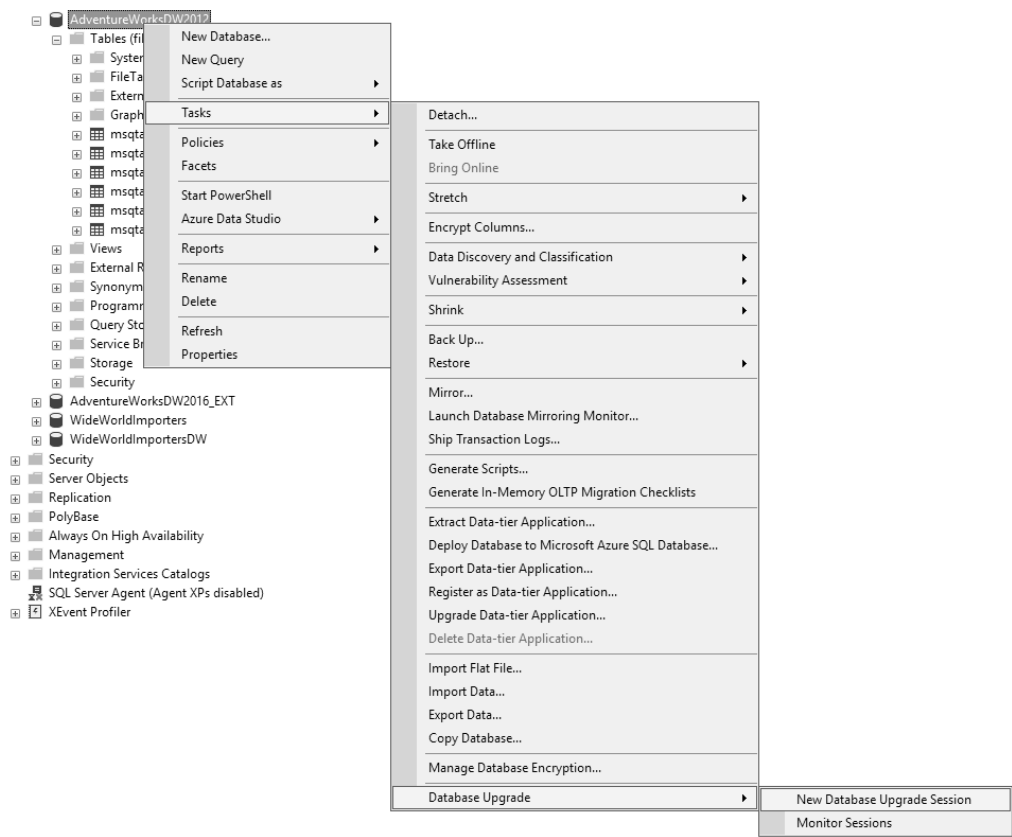 AdventureWorksDW2012
Tables (fil
System
FileTa
Extern
Graph
msqta
msqta
msqta
msqta
msqta
msqta
Views
External R
Synonym
Programm
Query Sto
Service Br
Storage
Security
AdventureWorksDW2016_EXT
WideWorldImporters
WideWorldImportersDW
Security
Server Objects
Replication
PolyBase
Always On High Availability
Management
Integration Services Catalogs
SQL Server Agent (Agent XPs disabled)
XEvent Profiler
New Database...
New Query
Script Database as
Tasks
Policies
Facets
Start PowerShell
Azure Data Studio
Reports
Rename
Delete
Refresh
Properties
Detach...
Take Offline
Bring Online
Stretch
Encrypt Columns...
Data Discovery and Classification
Vulnerability Assessment
Shrink
Back Up...
Restore
Mirror...
Launch Database Mirroring Monitor...
Ship Transaction Logs...
Generate Scripts...
Generate In-Memory OLTP Migration Checklists
Extract Data-tier Application...
Deploy Database to Microsoft Azure SQL Database...
Export Data-tier Application...
Register as Data-tier Application...
Upgrade Data-tier Application...
Delete Data-tier Application...
Import Flat File...
Import Data...
Export Data...
Copy Database...
Manage Database Encryption...
Database Upgrade
New Database Upgrade Session
Monitor Sessions